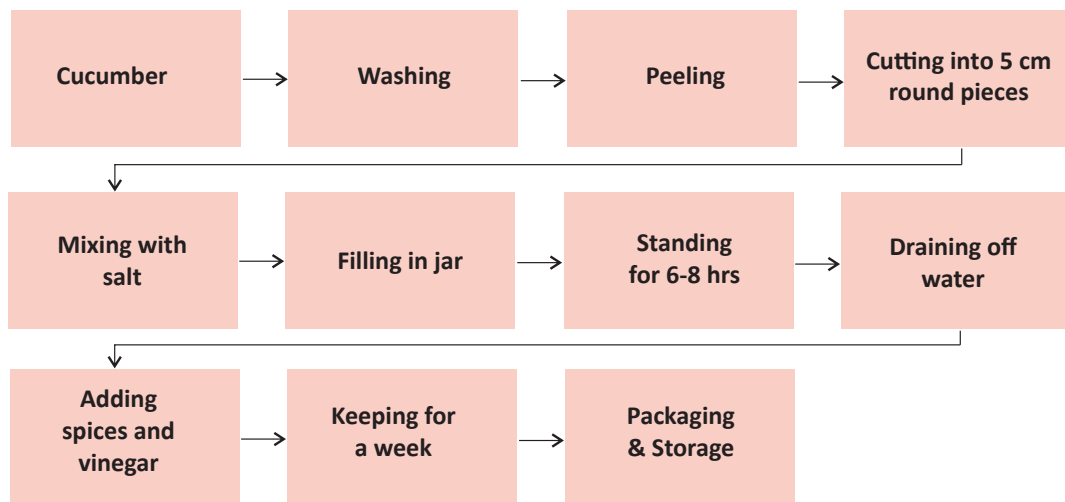 Cucumber
Washing
Peeling
Cutting into 5 cm
round pieces
Mixing with
salt
Filling in jar
Standing
for 6-8 hrs
Draining off
water
Adding
spices and
vinegar
Keeping for
a week
Packaging
& Storage